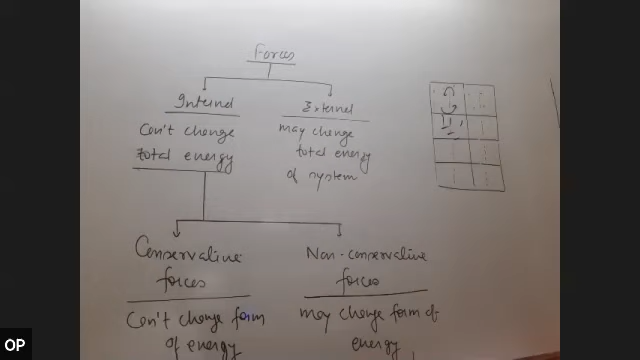 Forces
Internal
External
Can't change
total energy
may change
total energy
of system
Conservative
forces
Non-conservative
forces
Can't change form
of energy
may change form of
energy
OP